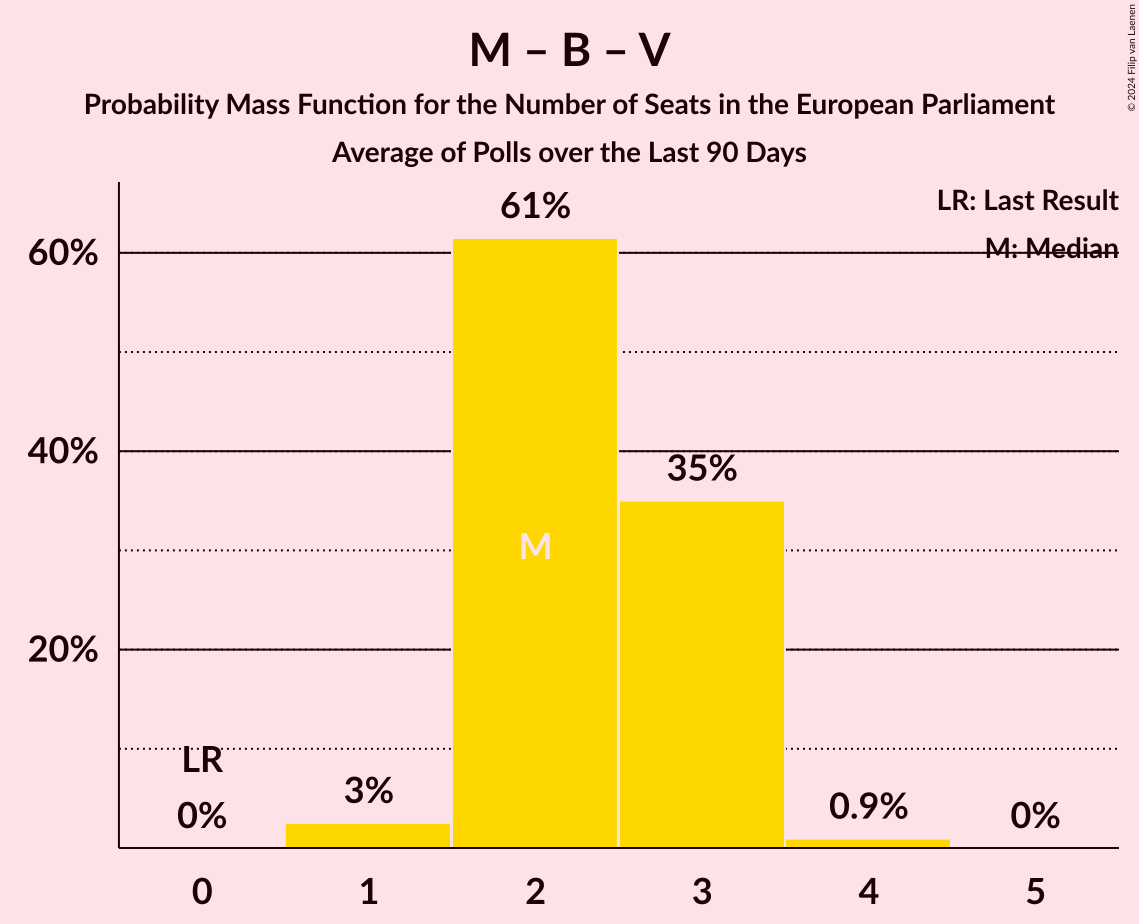 M – B – V
Probability Mass Function for the Number of Seats in the European Parliament
Average of Polls over the Last 90 Days
© 2024 Filip van Laenen
LR: Last Result
M: Median
61%
60%
40%
35%
M
20%
LR
0%
3%
0.9%
0%
0 1 2 3 4 5